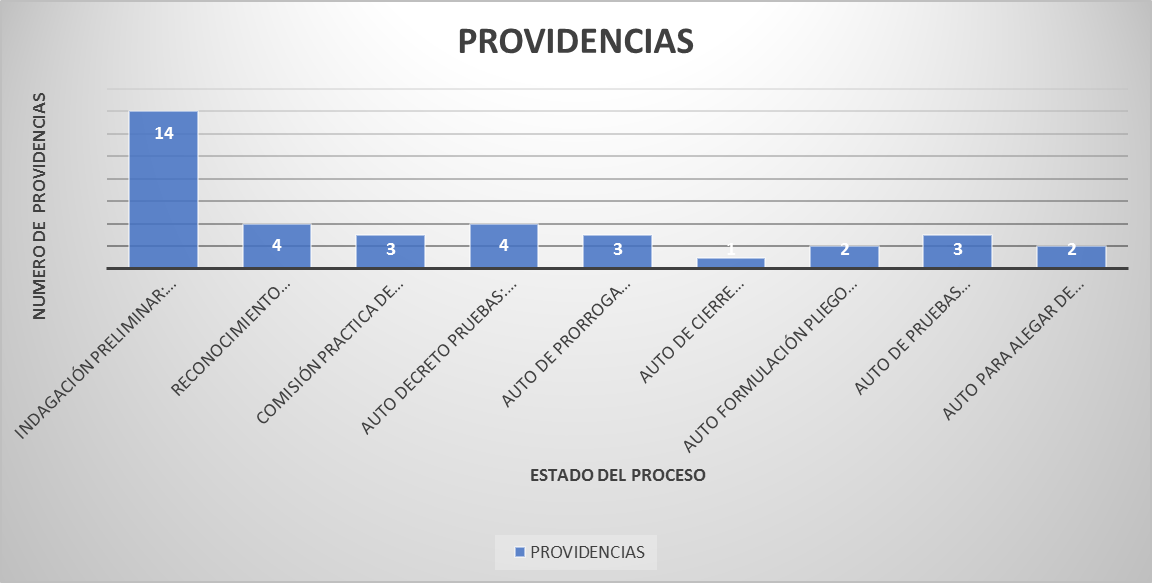 PROVIDENCIAS
NUMERO DE PROVIDENCIAS
14
4
3
4
3
1
2
3
2
INDAGACIÓN PRELIMINAR:...
RECONOCIMIENTO...
COMISIÓN PRACTICA DE...
AUTO DECRETO PRUEBAS:...
AUTO DE PRORROGA...
AUTO DE CIERRE...
AUTO FORMULACIÓN PLIEGO...
AUTO DE PRUEBAS...
AUTO PARA ALEGAR DE...
ESTADO DEL PROCESO
PROVIDENCIAS